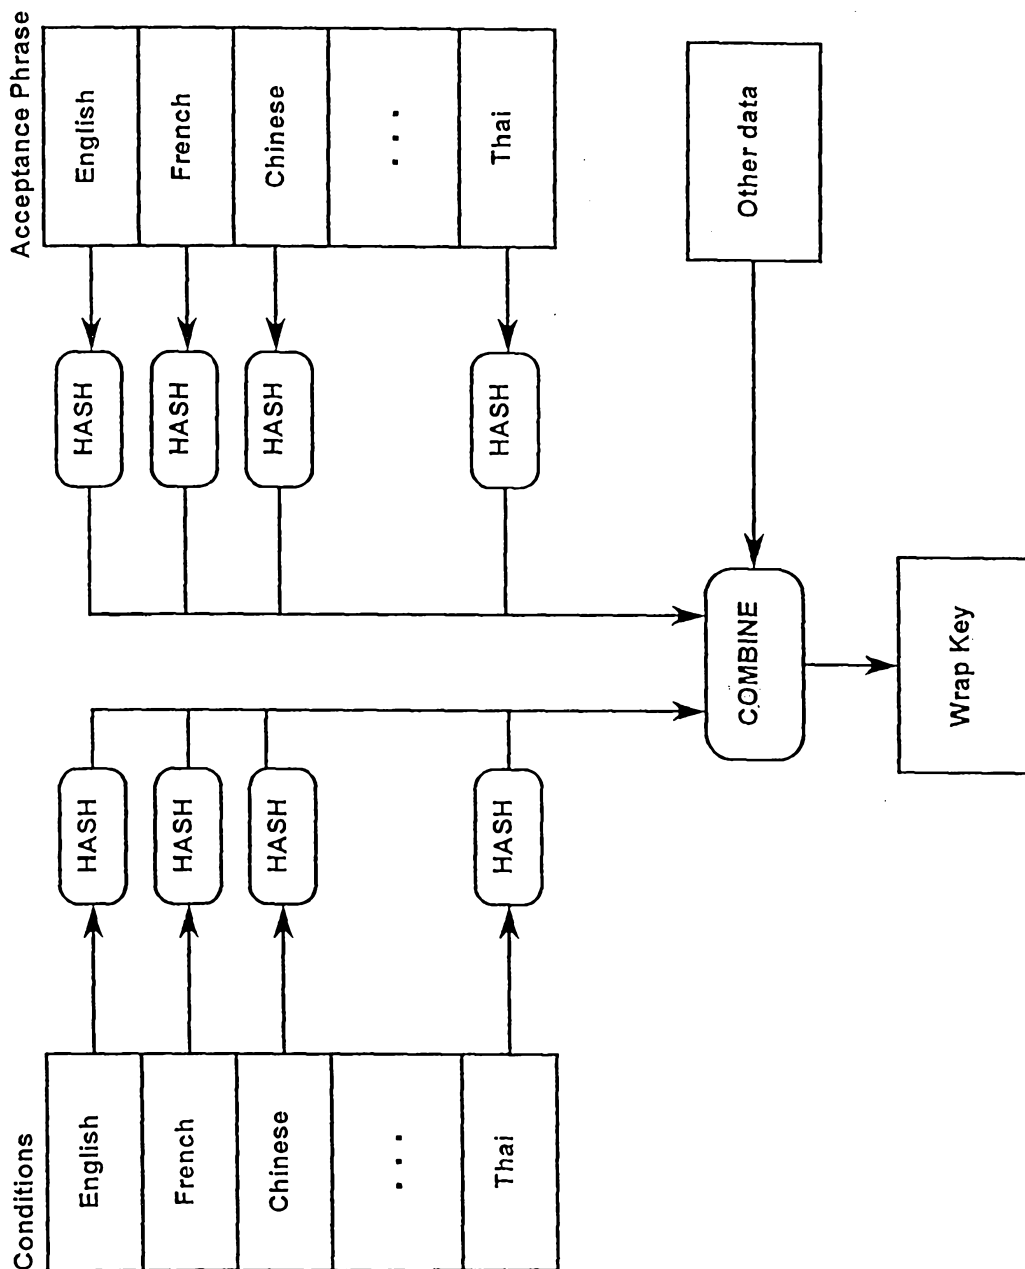 Conditions
English
French
Chinese
...
Thai
HASH
HASH
HASH
HASH
Acceptance Phrase
English
French
Chinese
...
Thai
HASH
HASH
HASH
HASH
Other data
COMBINE
Wrap Key